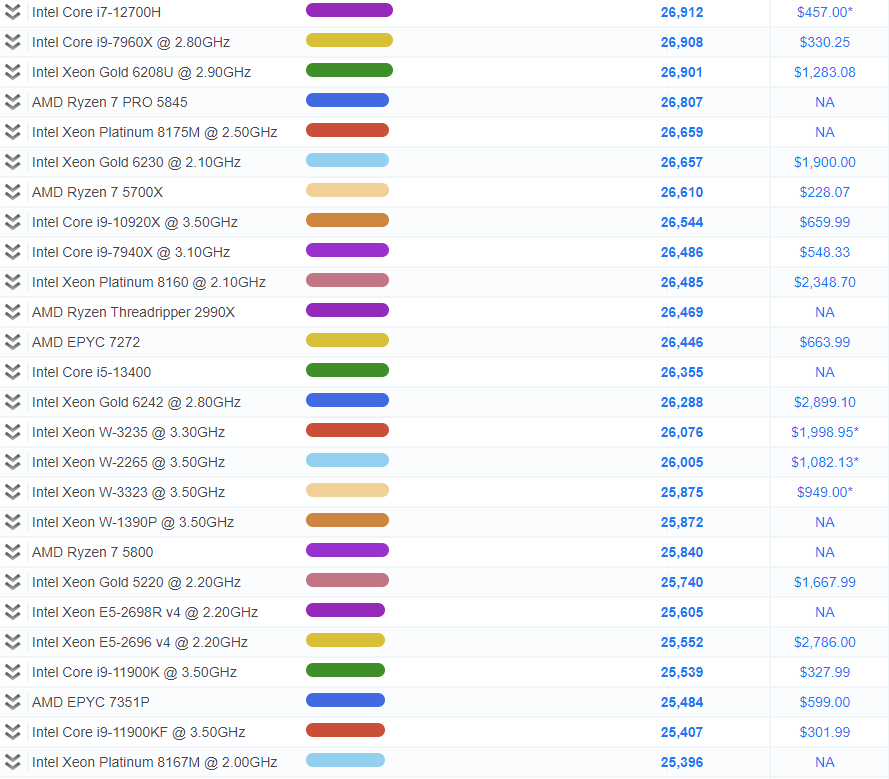 Intel Core i7-12700H 26,912 $457.00*
Intel Core i9-7960X @ 2.80GHz 26,908 $330.25
Intel Xeon Gold 6208U @ 2.90GHz 26,901 $1,283.08
AMD Ryzen 7 PRO 5845 26,807 NA
Intel Xeon Platinum 8175M @ 2.50GHz 26,659 NA
Intel Xeon Gold 6230 @ 2.10GHz 26,657 $1,900.00
AMD Ryzen 7 5700X 26,610 $228.07
Intel Core i9-10920X @ 3.50GHz 26,544 $659.99
Intel Core i9-7940X @ 3.10GHz 26,486 $548.33
Intel Xeon Platinum 8160 @ 2.10GHz 26,485 $2,348.70
AMD Ryzen Threadripper 2990X 26,469 NA
AMD EPYC 7272 26,446 $663.99
Intel Core i5-13400 26,355 NA
Intel Xeon Gold 6242 @ 2.80GHz 26,288 $2,899.10
Intel Xeon W-3235 @ 3.30GHz 26,076 $1,998.95*
Intel Xeon W-2265 @ 3.50GHz 26,005 $1,082.13*
Intel Xeon W-3323 @ 3.50GHz 25,875 $949.00*
Intel Xeon W-1390P @ 3.50GHz 25,872 NA
AMD Ryzen 7 5800 25,840 NA
Intel Xeon Gold 5220 @ 2.20GHz 25,740 $1,667.99
Intel Xeon E5-2698R v4 @ 2.20GHz 25,605 NA
Intel Xeon E5-2696 v4 @ 2.20GHz 25,552 $2,786.00
Intel Core i9-11900K @ 3.50GHz 25,539 $327.99
AMD EPYC 7351P 25,484 $599.00
Intel Core i9-11900KF @ 3.50GHz 25,407 $301.99
Intel Xeon Platinum 8167M @ 2.00GHz 25,396 NA